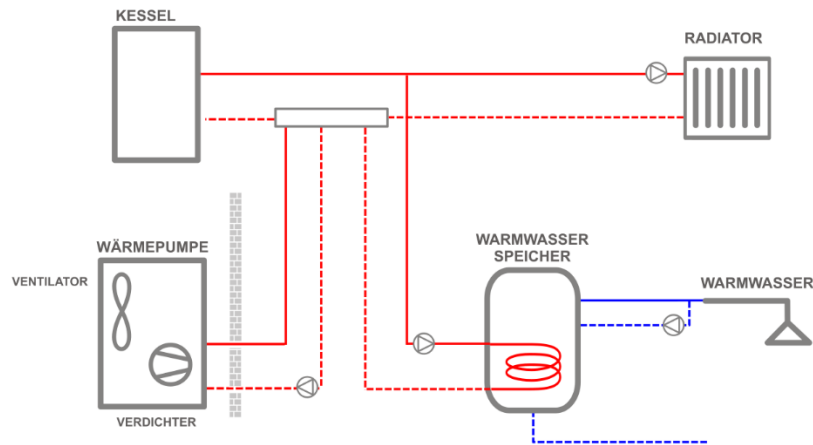 KESSEL
RADIATOR
WÄRMEPUMPE
VENTILATOR
VERDICHTER
WARMWASSER
SPEICHER
WARMWASSER